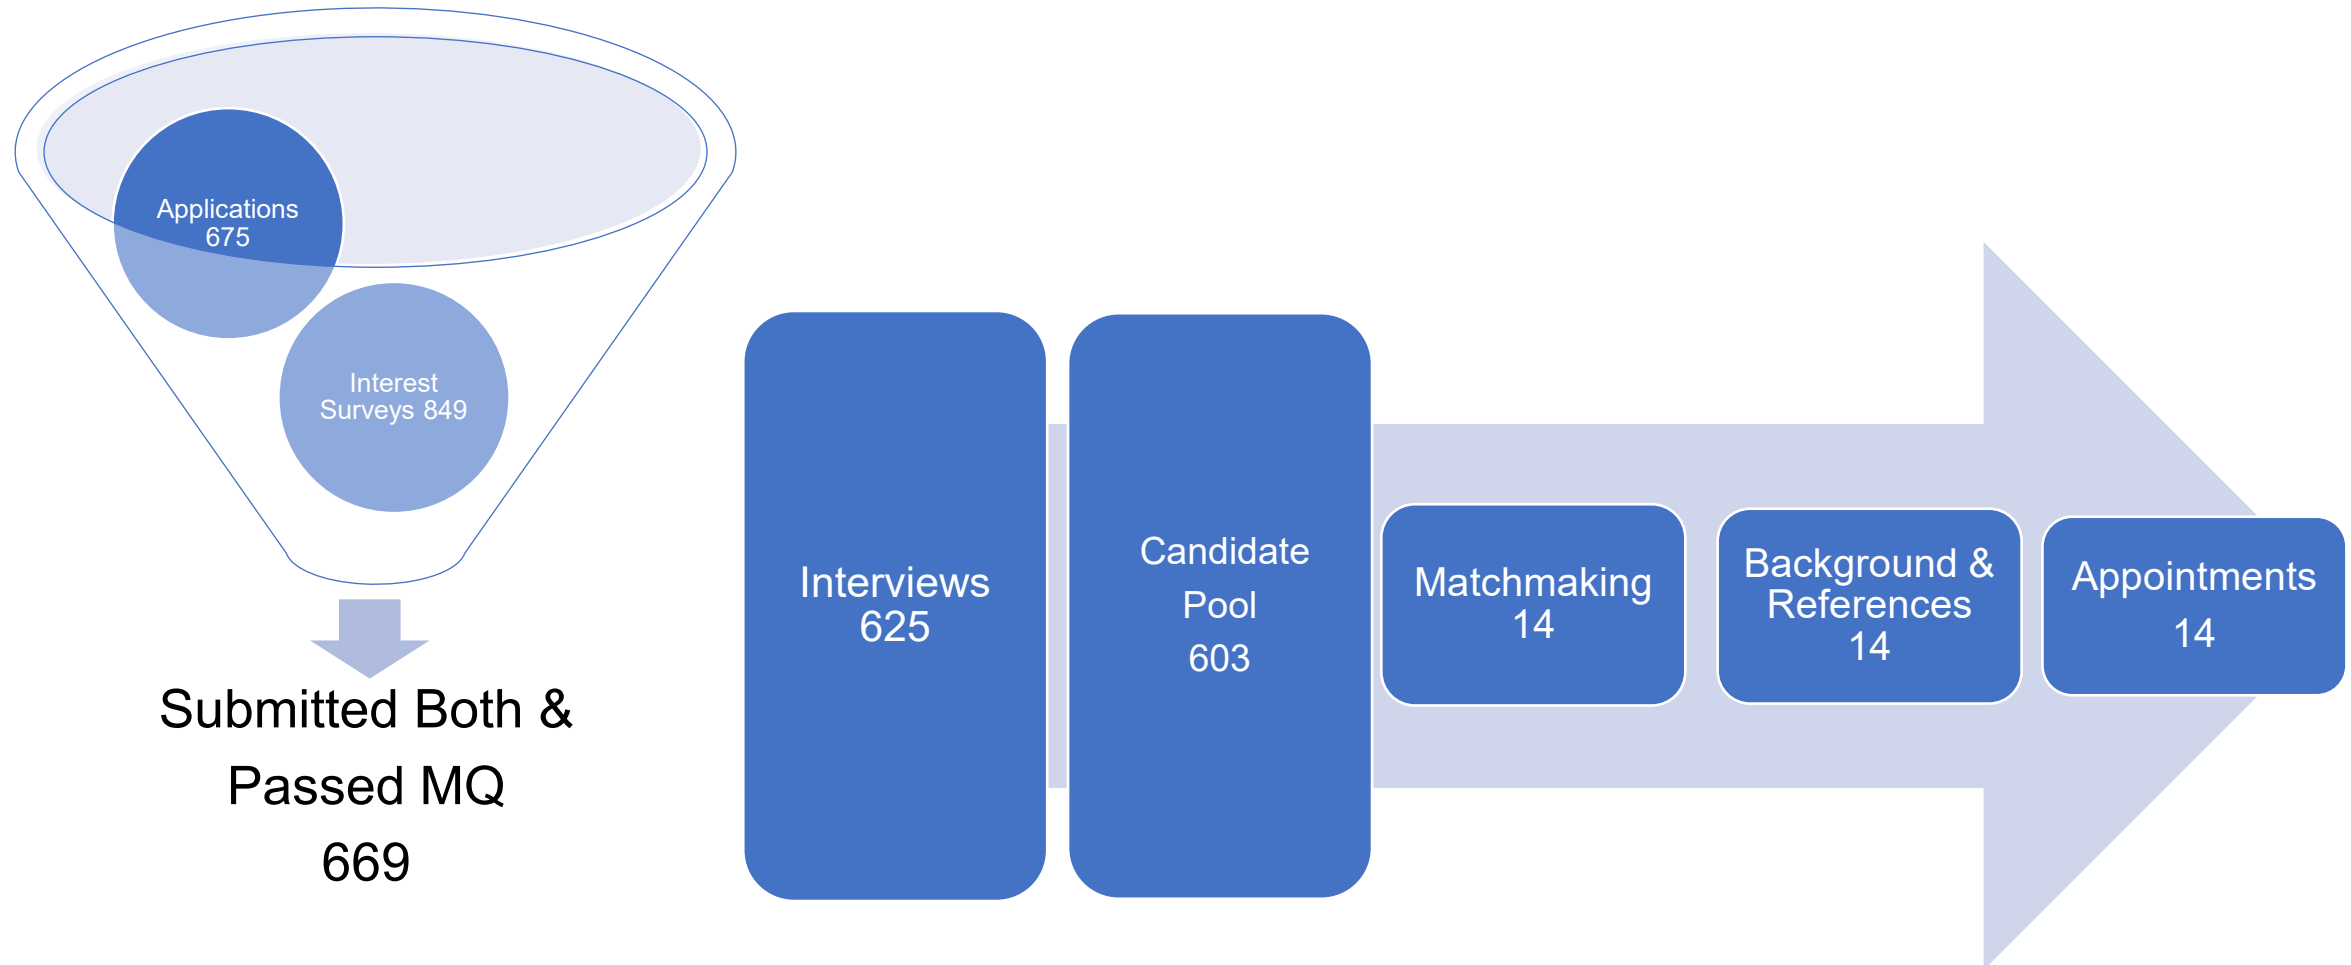 Applications
675
Interest
Surveys 849
Submitted Both &
Passed MQ
669
Interviews
625
Candidate
Pool
603
Matchmaking
14
Background &
References
14
Appointments
14